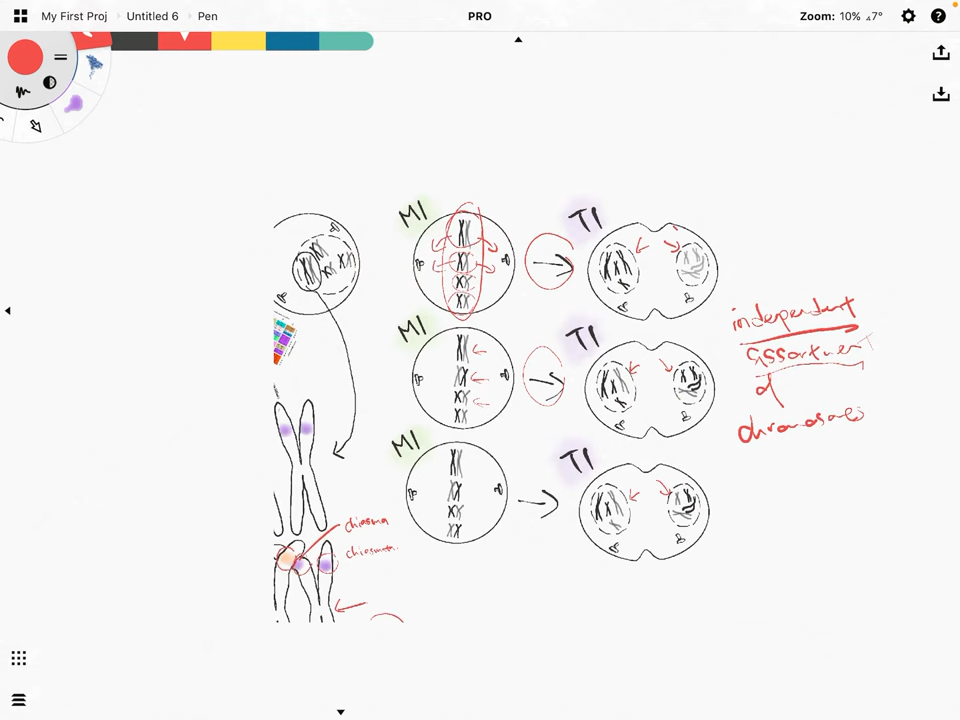 My First Proj
Untitled 6
Pen
PRO
Zoom: 10% ⊿7°
MI
TI
MI
TI
MI
TI
independent
assortment
of
chromosomes
chiasma
chiasmata.